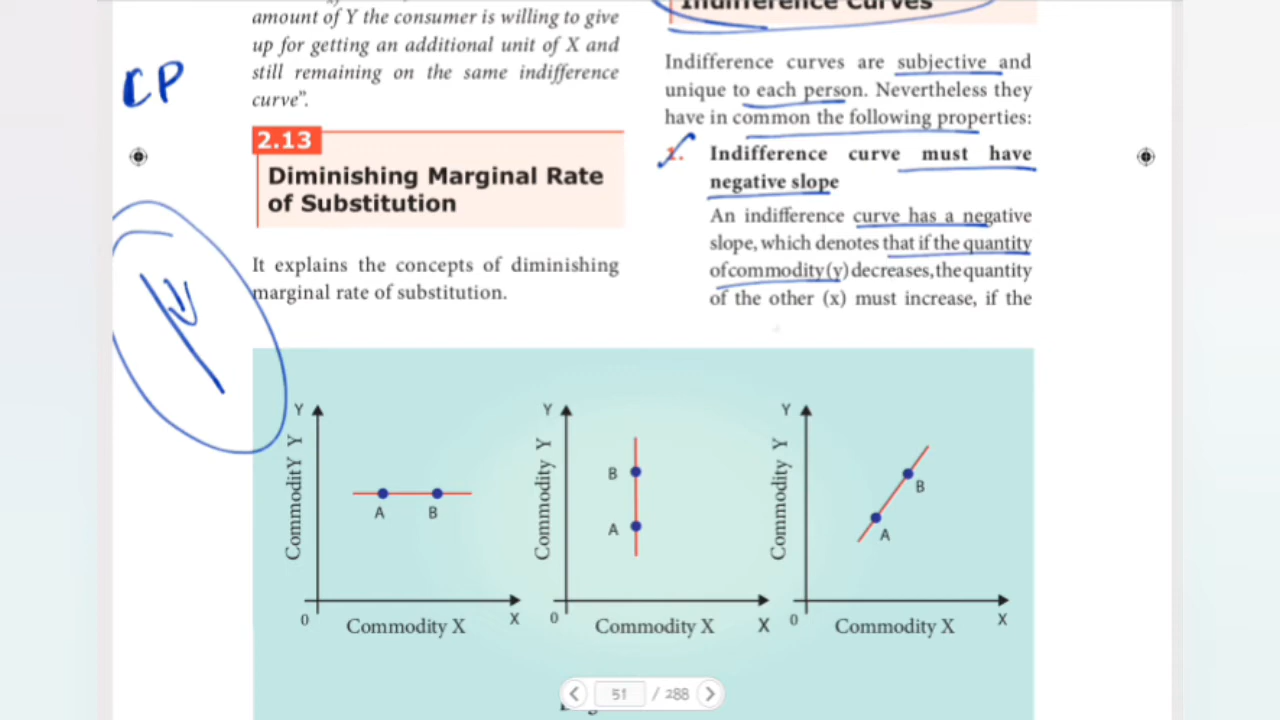 amount of Y the consumer is willing to give
up for getting an additional unit of X and
still remaining on the same indifference
curve”.
CP
2.13
Diminishing Marginal Rate
of Substitution
It explains the concepts of diminishing
marginal rate of substitution.
Indifference Curves
Indifference curves are subjective and
unique to each person. Nevertheless they
have in common the following properties:
1. Indifference curve must have
negative slope
An indifference curve has a negative
slope, which denotes that if the quantity
of commodity (y) decreases, the quantity
of the other (x) must increase, if the
Y
CommoditY Y
A
B
0
Commodity X
X
Y
Commodity Y
B
A
0
Commodity X
X
Y
Commodity Y
B
A
0
Commodity X
X
51 / 288